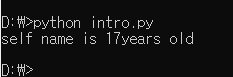 D:\>python intro.py
self name is 17years old
D:\>